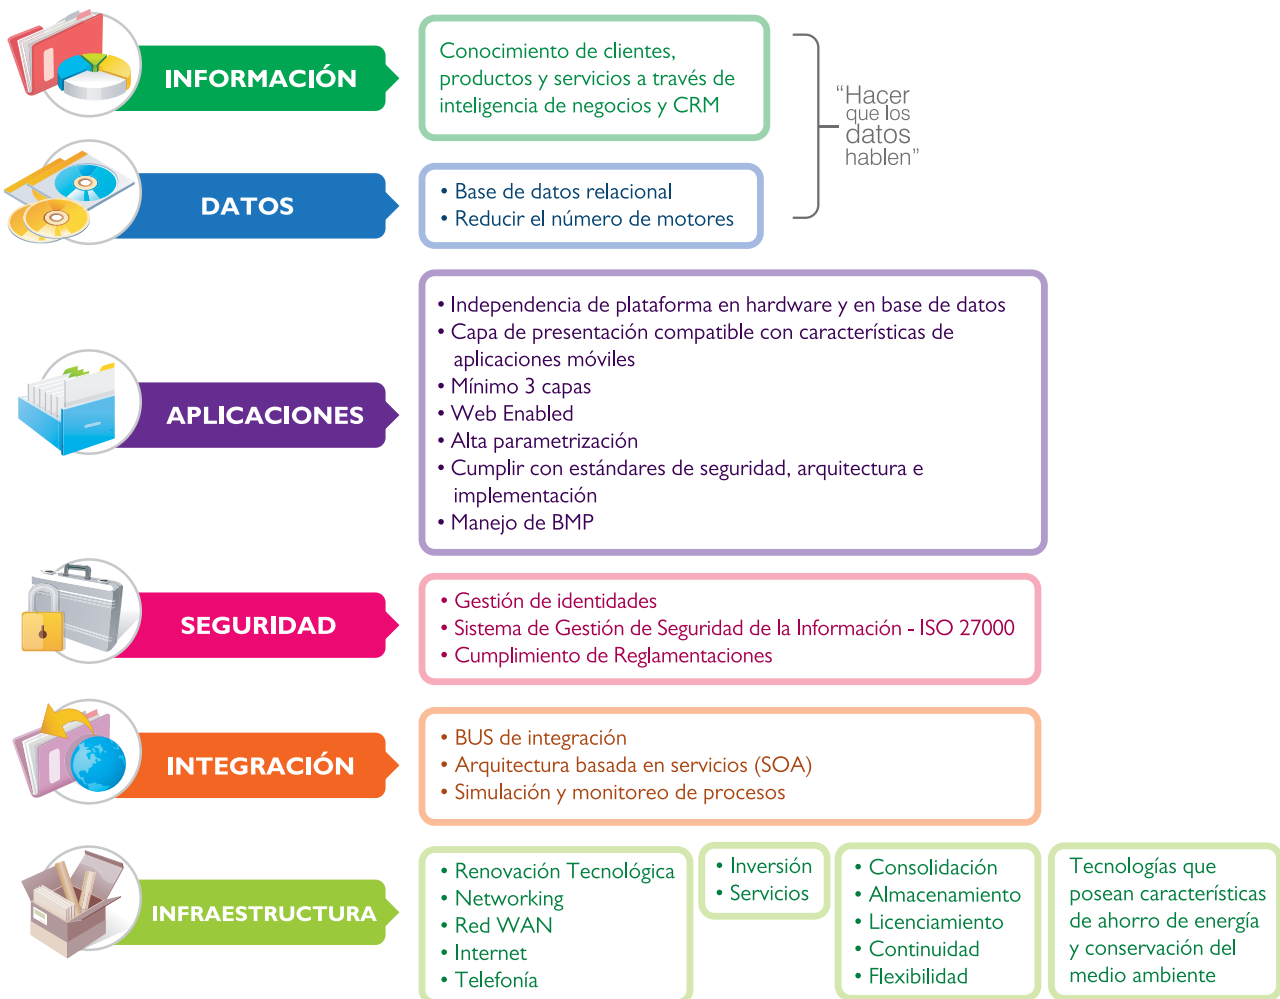 INFORMACIÓN
Conocimiento de clientes,
productos y servicios a través de
inteligencia de negocios y CRM
“Hacer
que los
datos
hablen”
DATOS
• Base de datos relacional
• Reducir el número de motores
APLICACIONES
• Independencia de plataforma en hardware y en base de datos
• Capa de presentación compatible con características de
aplicaciones móviles
• Mínimo 3 capas
• Web Enabled
• Alta parametrización
• Cumplir con estándares de seguridad, arquitectura e
implementación
• Manejo de BMP
SEGURIDAD
• Gestión de identidades
• Sistema de Gestión de Seguridad de la Información - ISO 27000
• Cumplimiento de Reglamentaciones
INTEGRACIÓN
• BUS de integración
• Arquitectura basada en servicios (SOA)
• Simulación y monitoreo de procesos
INFRAESTRUCTURA
• Renovación Tecnológica
• Networking
• Red WAN
• Internet
• Telefonía
• Inversión
• Servicios
• Consolidación
• Almacenamiento
• Licenciamiento
• Continuidad
• Flexibilidad
Tecnologías que
posean características
de ahorro de energía
y conservación del
medio ambiente